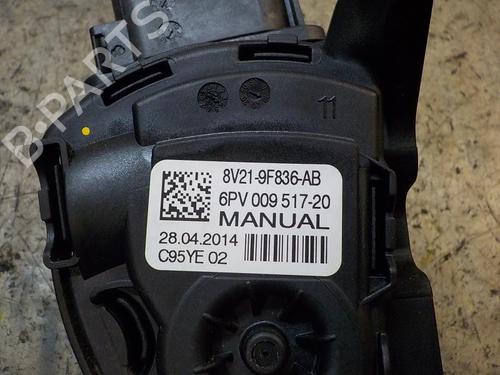 B-PARTS
11
8V21-9F836-AB
6PV 009 517-20
MANUAL
28.04.2014
C95YE 02